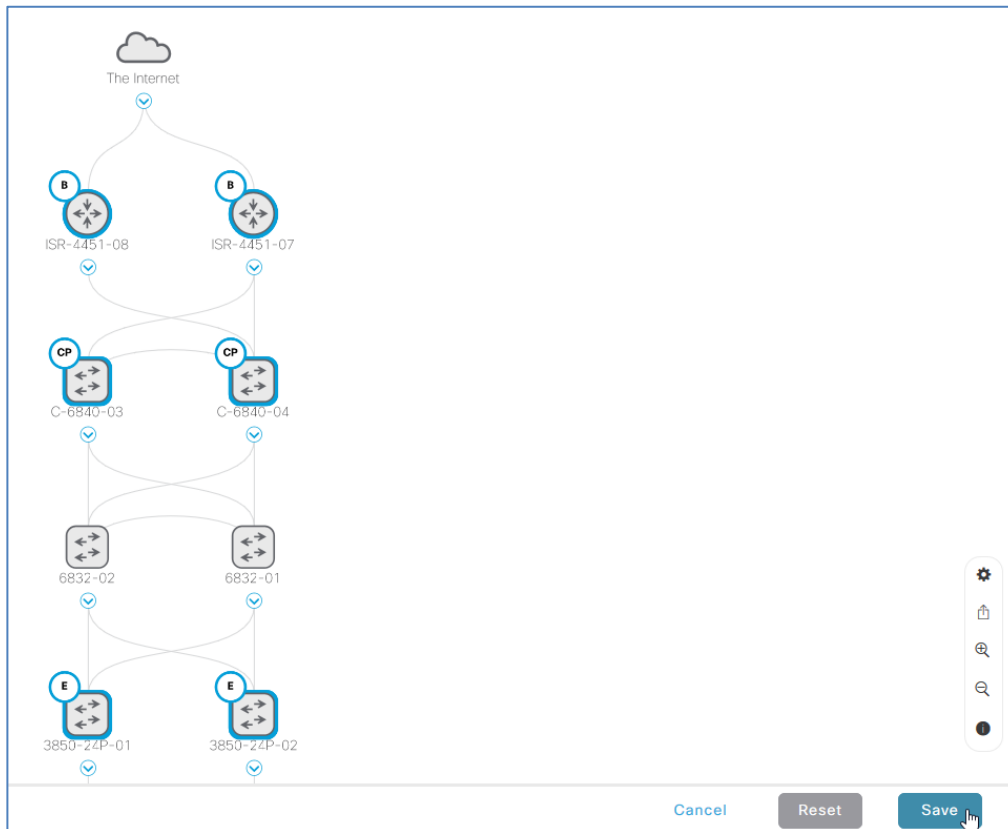 The Internet
B
B
ISR-4451-08
ISR-4451-07
CP
CP
C-6840-03
C-6840-04
6832-02
6832-01
E
E
3850-24P-01
3850-24P-02
Cancel
Reset
Save